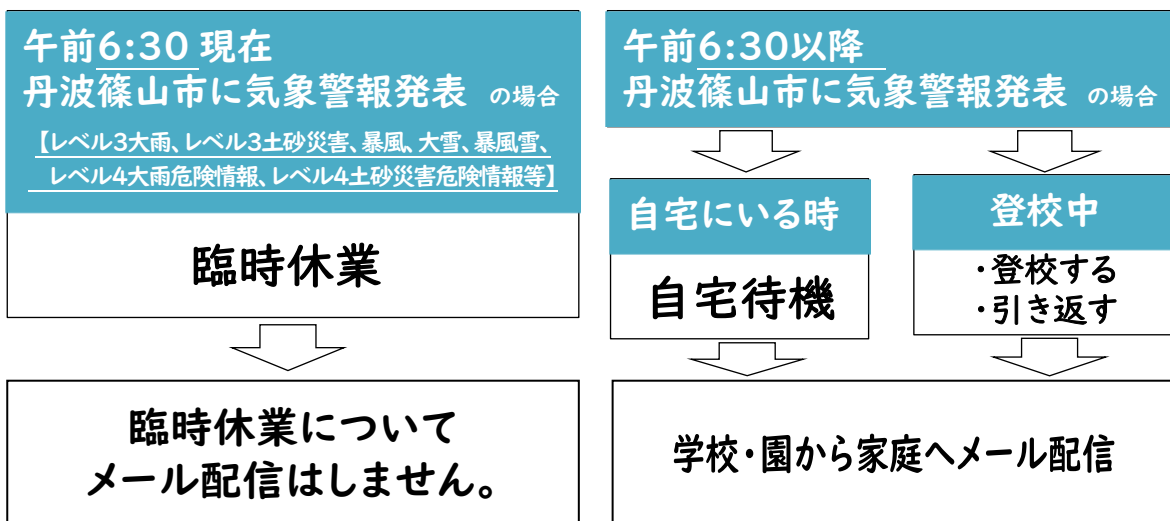 午前6:30 現在
丹波篠山市に気象警報発表 の場合
【レベル3大雨、レベル3土砂災害、暴風、大雪、暴風雪、
レベル4大雨危険情報、レベル4土砂災害危険情報等】
臨時休業
臨時休業について
メール配信はしません。
午前6:30以降
丹波篠山市に気象警報発表 の場合
自宅にいる時
自宅待機
登校中
・登校する
・引き返す
学校・園から家庭へメール配信